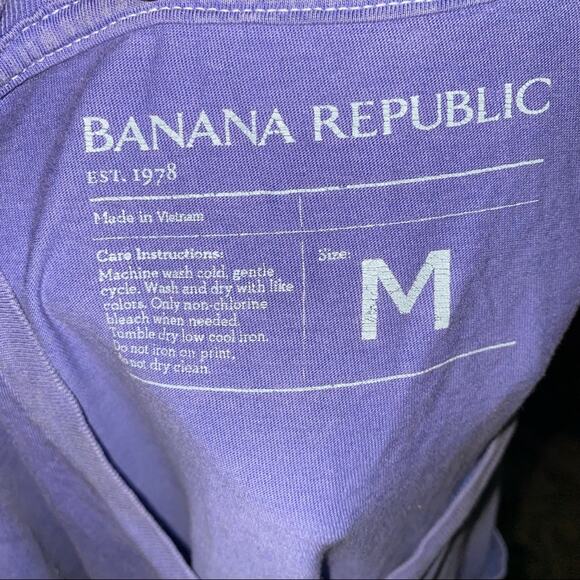 BANANA REPUBLIC
EST. 1978
Made in Vietnam
Care Instructions:
Machine wash cold, gentle
cycle. Wash and dry with like
colors. Only non-chlorine
bleach when needed.
Tumble dry low cool iron.
Do not iron on print,
Do not dry clean
Size:
M